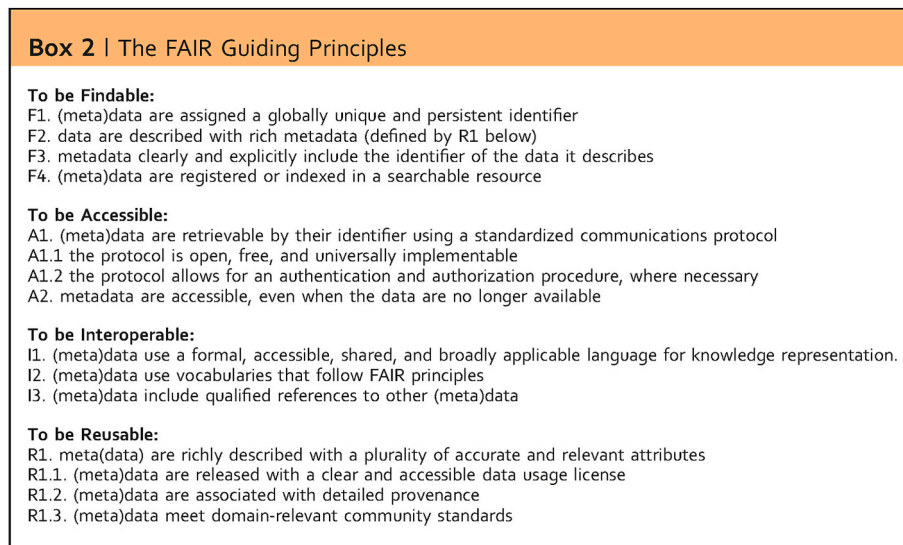 Box 2 | The FAIR Guiding Principles
To be Findable:
F1. (meta)data are assigned a globally unique and persistent identifier
F2. data are described with rich metadata (defined by R1 below)
F3. metadata clearly and explicitly include the identifier of the data it describes
F4. (meta)data are registered or indexed in a searchable resource
To be Accessible:
A1. (meta)data are retrievable by their identifier using a standardized communications protocol
A1.1 the protocol is open, free, and universally implementable
A1.2 the protocol allows for an authentication and authorization procedure, where necessary
A2. metadata are accessible, even when the data are no longer available
To be Interoperable:
I1. (meta)data use a formal, accessible, shared, and broadly applicable language for knowledge representation.
I2. (meta)data use vocabularies that follow FAIR principles
I3. (meta)data include qualified references to other (meta)data
To be Reusable:
R1. meta(data) are richly described with a plurality of accurate and relevant attributes
R1.1. (meta)data are released with a clear and accessible data usage license
R1.2. (meta)data are associated with detailed provenance
R1.3. (meta)data meet domain-relevant community standards